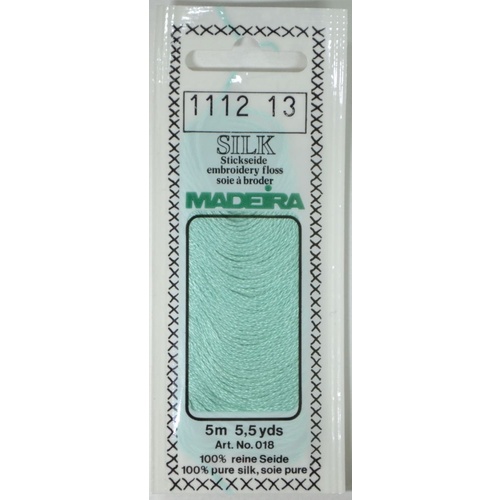 1112 13
SILK
Stickseide
embroidery floss
soie à broder
MADEIRA
5m 5,5yds
Art. No. 018
100% reine Seide
100% pure silk, soie pure